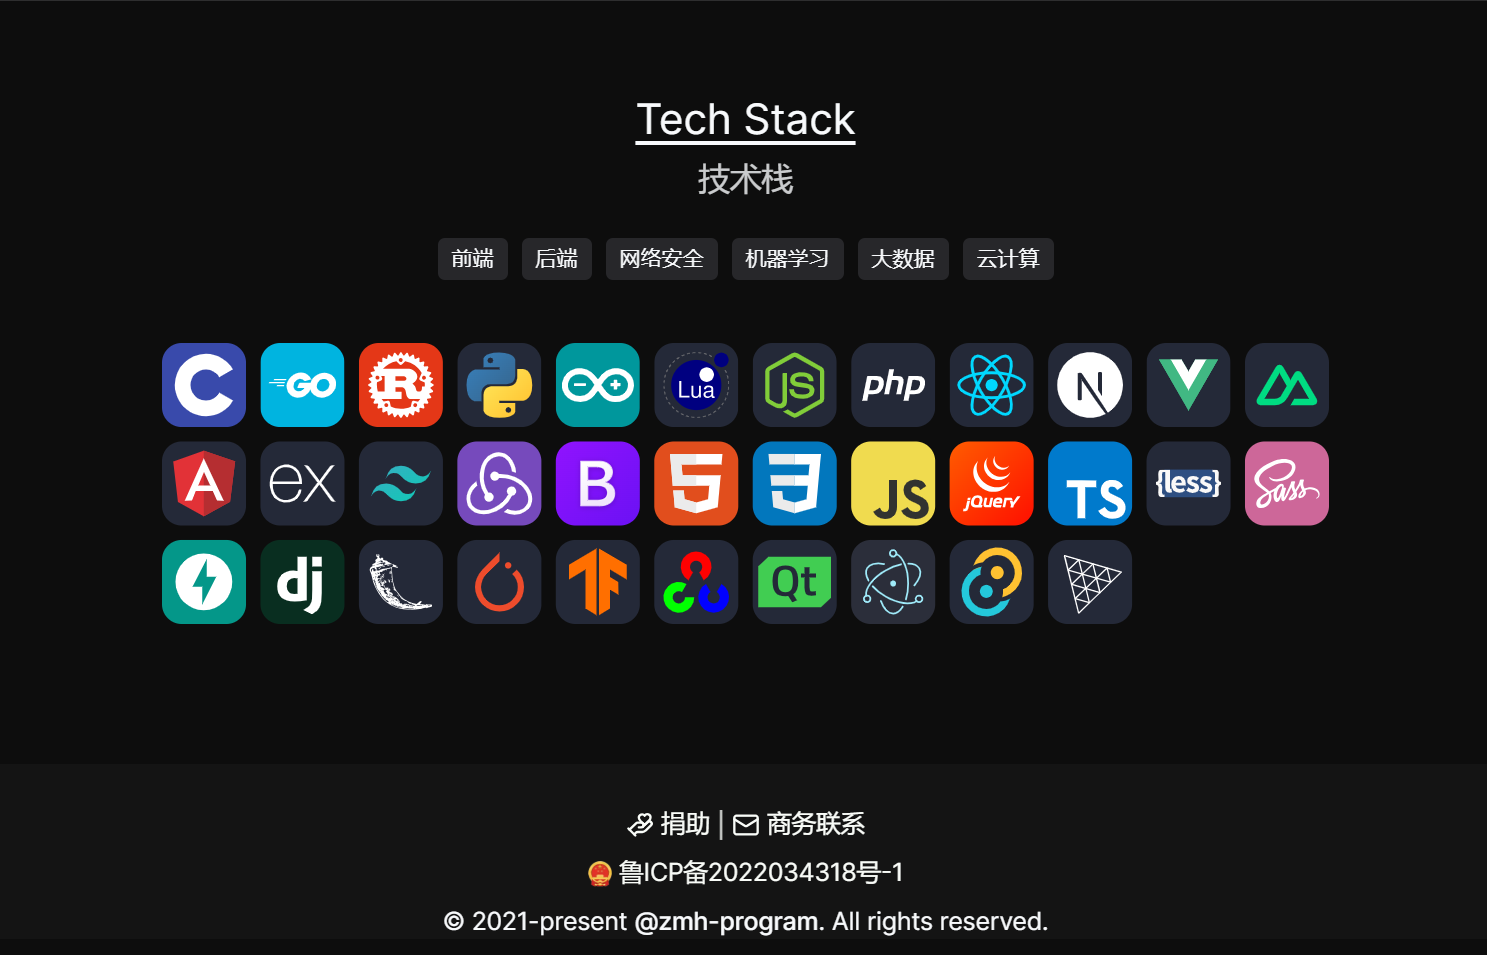 Tech Stack
技术栈
前端 后端 网络安全 机器学习 大数据 云计算
C GO R Lua JS php N
A ex B 5 3 JS jQuery TS {less} Sass
dj TF Qt
捐助 | 商务联系
鲁ICP备2022034318号-1
© 2021-present @zmh-program. All rights reserved.